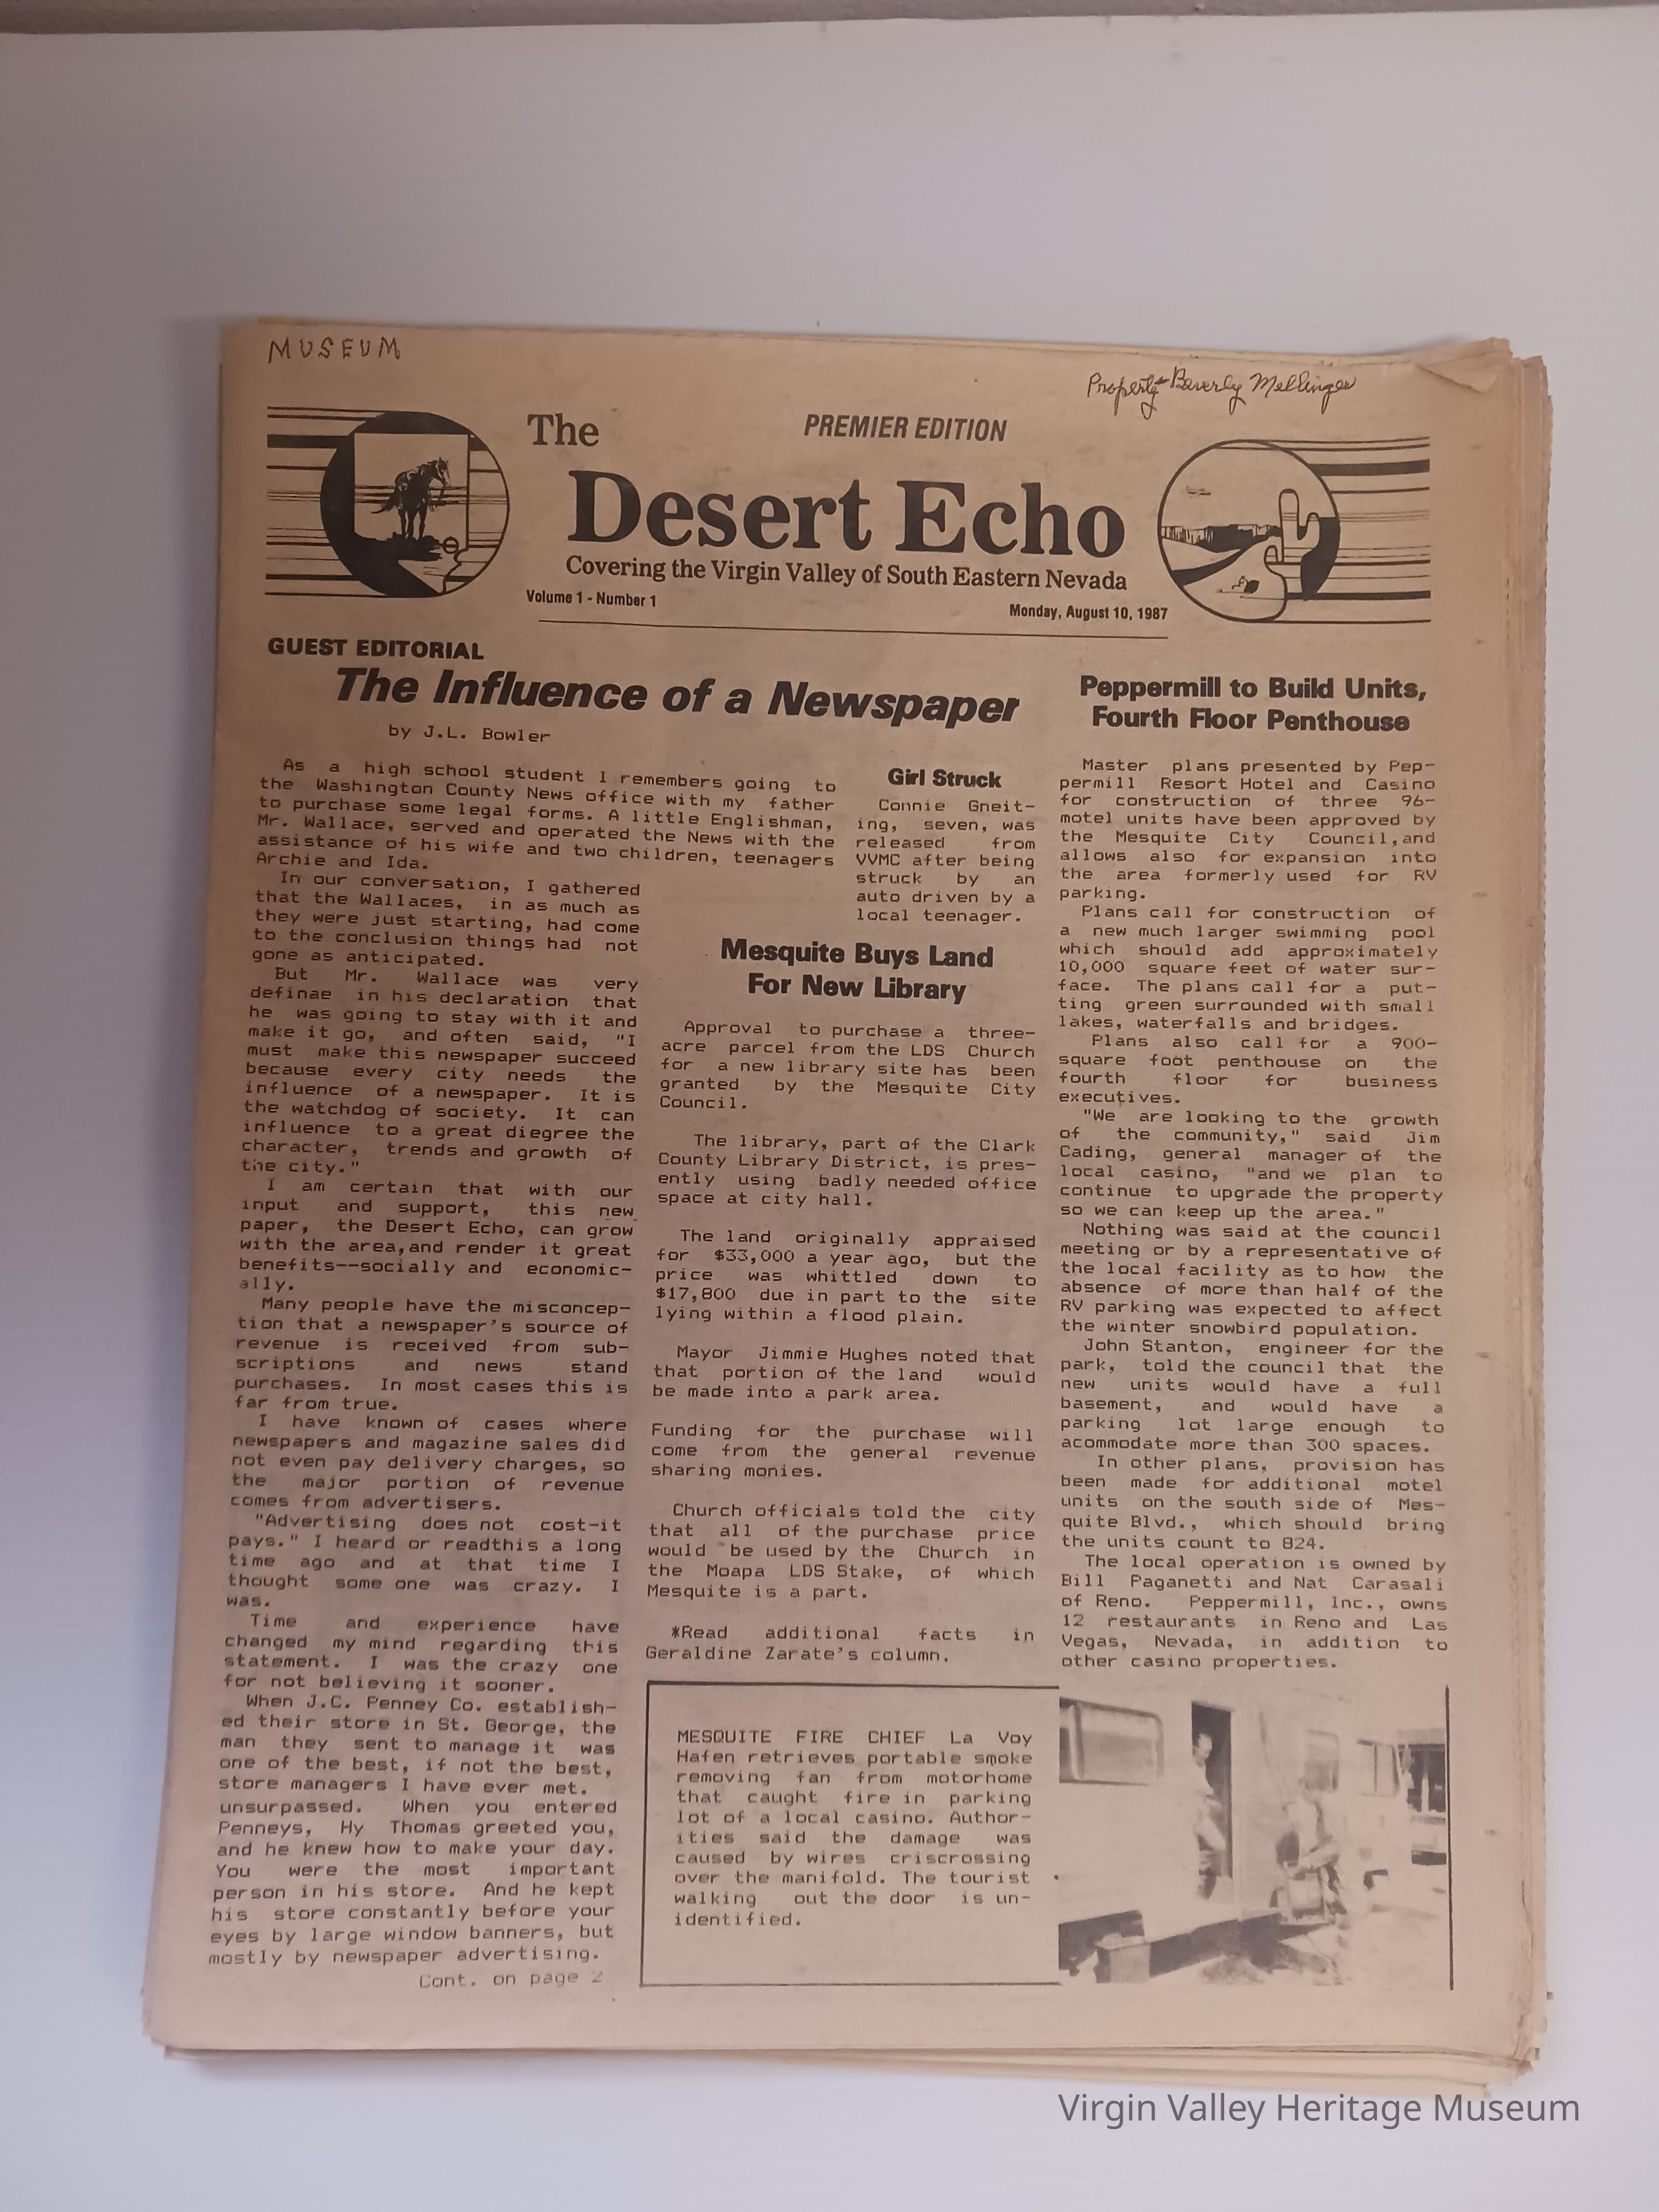 MUSEUM
Property Beverly Mellinger
The
PREMIER EDITION
Desert Echo
Covering the Virgin Valley of South Eastern Nevada
Volume 1 - Number 1
Monday, August 10, 1987
GUEST EDITORIAL
The Influence of a Newspaper
by J.L. Bowler
As a high school student I remembers going to
the Washington County News office with my father
to purchase some legal forms. A little Englishman,
Mr. Wallace, served and operated the News with the
assistance of his wife and two children, teenagers
Archie and Ida.
In our conversation, I gathered
that the Wallaces, in as much as
they were just starting, had come
to the conclusion things had not
gone as anticipated.
But Mr. Wallace was very
definae in his declaration that
he was going to stay with it and
make it go, and often said, "I
must make this newspaper succeed
because every city needs the
influence of a newspaper. It is
the watchdog of society. It can
influence to a great diegree the
character, trends and growth of
the city."
I am certain that with our
input and support, this new
paper, the Desert Echo, can grow
with the area,and render it great
benefits--socially and economic-
ally.
Many people have the misconcep-
tion that a newspaper's source of
revenue is received from sub-
scriptions and news stand
purchases. In most cases this is
far from true.
I have known of cases where
newspapers and magazine sales did
not even pay delivery charges, so
the major portion of revenue
comes from advertisers.
"Advertising does not cost-it
pays." I heard or readthis a long
time ago and at that time I
thought some one was crazy. I
was.
Time and experience have
changed my mind regarding this
statement. I was the crazy one
for not believing it sooner.
When J.C. Penney Co. establish-
ed their store in St. George, the
man they sent to manage it was
one of the best, if not the best,
store managers I have ever met.
unsurpassed. When you entered
Penneys, Hy Thomas greeted you,
and he knew how to make your day.
You were the most important
person in his store. And he kept
his store constantly before your
eyes by large window banners, but
mostly by newspaper advertising.
Cont. on page 2
Girl Struck
Connie Gneit-
ing, seven, was
released from
VVMC after being
struck by an
auto driven by a
local teenager.
Mesquite Buys Land
For New Library
Approval to purchase a three-
acre parcel from the LDS Church
for a new library site has been
granted by the Mesquite City
Council.
The library, part of the Clark
County Library District, is pres-
ently using badly needed office
space at city hall.
The land originally appraised
for $33,000 a year ago, but the
price was whittled down to
$17,800 due in part to the site
lying within a flood plain.
Mayor Jimmie Hughes noted that
that portion of the land would
be made into a park area.
Funding for the purchase will
come from the general revenue
sharing monies.
Church officials told the city
that all of the purchase price
would be used by the Church in
the Moapa LDS Stake, of which
Mesquite is a part.
*Read additional facts in
Geraldine Zarate's column.
Peppermill to Build Units,
Fourth Floor Penthouse
Master plans presented by Pep-
permill Resort Hotel and Casino
for construction of three 96-
motel units have been approved by
the Mesquite City Council,and
allows also for expansion into
the area formerly used for RV
parking.
Plans call for construction of
a new much larger swimming pool
which should add approximately
10,000 square feet of water sur-
face. The plans call for a put-
ting green surrounded with small
lakes, waterfalls and bridges.
Plans also call for a 900-
square foot penthouse on the
fourth floor for business
executives.
"We are looking to the growth
of the community," said Jim
Cading, general manager of the
local casino, "and we plan to
continue to upgrade the property
so we can keep up the area."
Nothing was said at the council
meeting or by a representative of
the local facility as to how the
absence of more than half of the
RV parking was expected to affect
the winter snowbird population.
John Stanton, engineer for the
park, told the council that the
new units would have a full
basement, and would have a
parking lot large enough to
acommodate more than 300 spaces.
In other plans, provision has
been made for additional motel
units on the south side of Mes-
quite Blvd., which should bring
the units count to 824.
The local operation is owned by
Bill Paganetti and Nat Carasali
of Reno. Peppermill, Inc., owns
12 restaurants in Reno and Las
Vegas, Nevada, in addition to
other casino properties.
MESQUITE FIRE CHIEF La Voy
Hafen retrieves portable smoke
removing fan from motorhome
that caught fire in parking
lot of a local casino. Author-
ities said the damage was
caused by wires criscrossing
over the manifold. The tourist
walking out the door is un-
identified.
Virgin Valley Heritage Museum